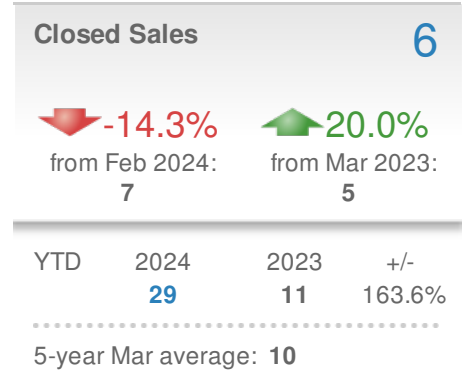 Closed Sales 6
-14.3% 20.0%
from Feb 2024: from Mar 2023:
7 5
YTD 2024 2023 +/-
29 11 163.6%
5-year Mar average: 10